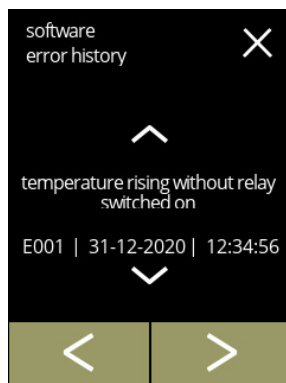 software
error history
temperature rising without relay
switched on
E001 | 31-12-2020 | 12:34:56